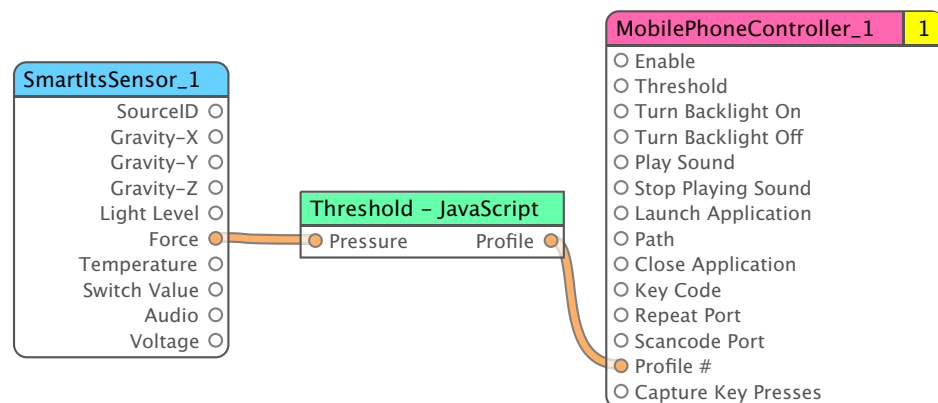 SmartItsSensor_1
SourceID
Gravity-X
Gravity-Y
Gravity-Z
Light Level
Force
Temperature
Switch Value
Audio
Voltage
Threshold - JavaScript
Pressure Profile
MobilePhoneController_1 1
Enable
Threshold
Turn Backlight On
Turn Backlight Off
Play Sound
Stop Playing Sound
Launch Application
Path
Close Application
Key Code
Repeat Port
Scancode Port
Profile #
Capture Key Presses